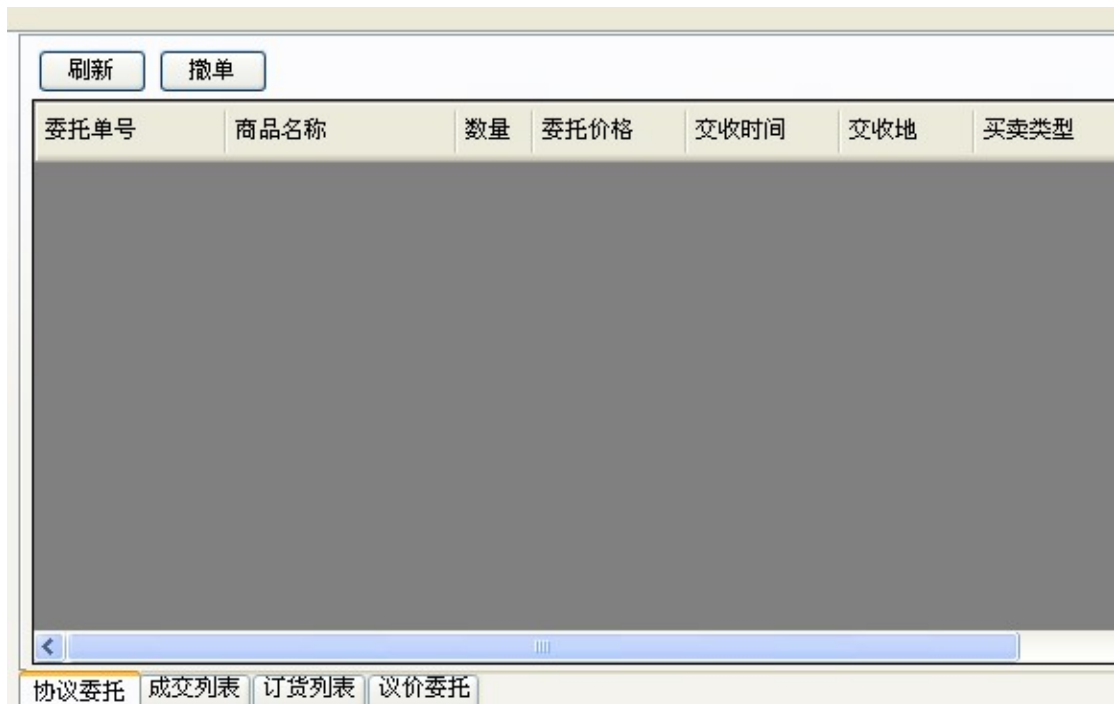 刷新 撤单
委托单号 商品名称 数量 委托价格 交收时间 交收地 买卖类型
协议委托 成交列表 订货列表 议价委托